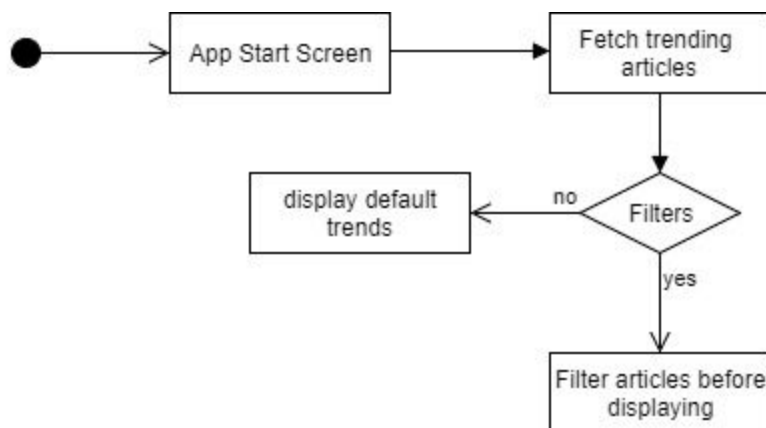 App Start Screen
Fetch trending
articles
display default
trends
no
Filters
yes
Filter articles before
displaying